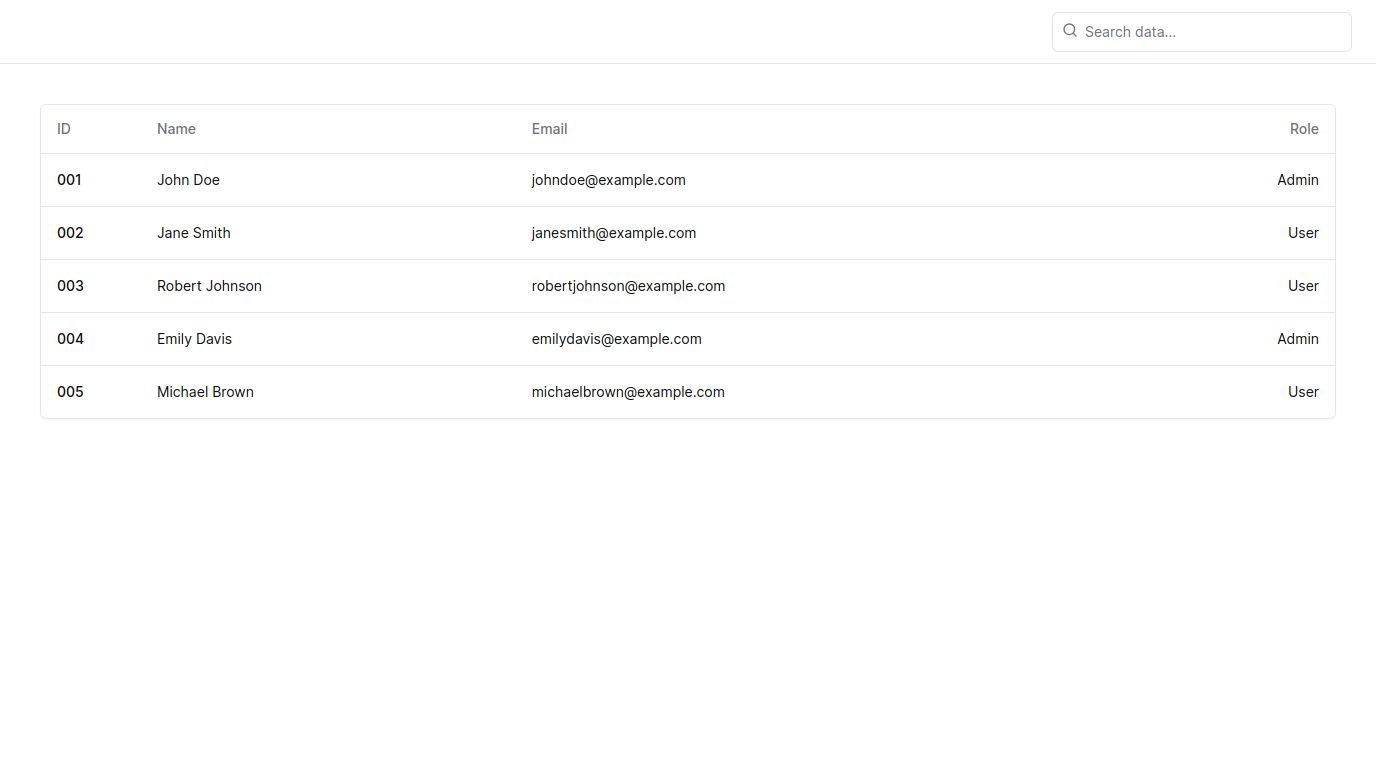 Search data...
ID Name Email Role
001 John Doe johndoe@example.com Admin
002 Jane Smith janesmith@example.com User
003 Robert Johnson robertjohnson@example.com User
004 Emily Davis emilydavis@example.com Admin
005 Michael Brown michaelbrown@example.com User